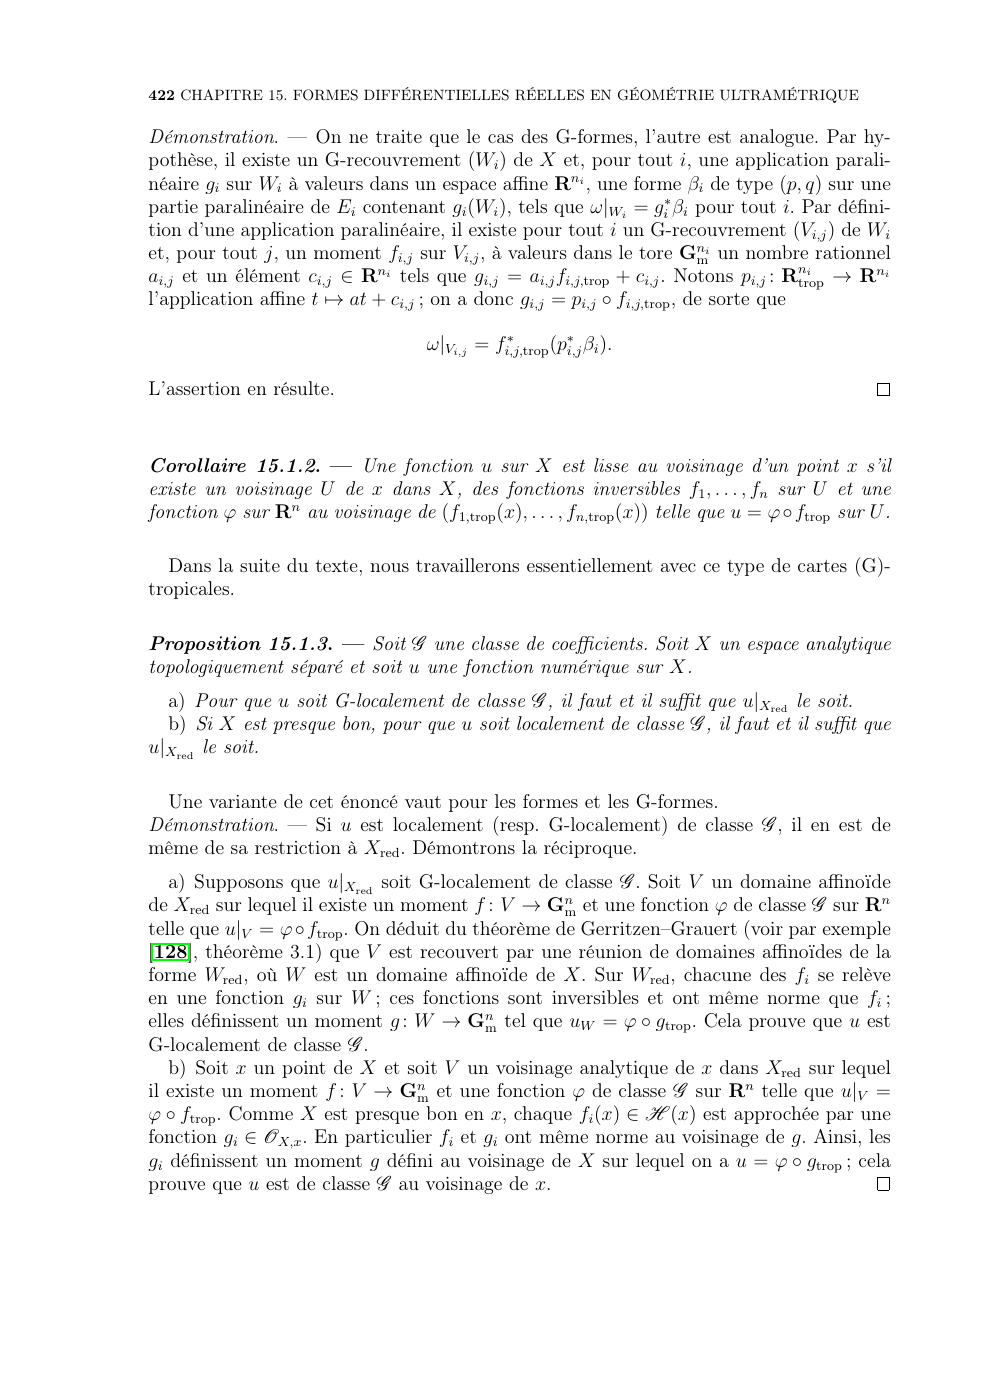 422 CHAPITRE 15. FORMES DIFFÉRENTIELLES RÉELLES EN GÉOMÉTRIE ULTRAMÉTRIQUE
Démonstration. — On ne traite que le cas des G-formes, l'autre est analogue. Par hy-
pothèse, il existe un G-recouvrement (W_i) de X et, pour tout i, une application parali-
néaire g_i sur W_i à valeurs dans un espace affine R^{n_i}, une forme β_i de type (p, q) sur une
partie paralinéaire de E_i contenant g_i(W_i), tels que ω|_{W_i} = g_i^*β_i pour tout i. Par défini-
tion d'une application paralinéaire, il existe pour tout i un G-recouvrement (V_{i,j}) de W_i
et, pour tout j, un moment f_{i,j} sur V_{i,j}, à valeurs dans le tore G_m^{n_i} un nombre rationnel
a_{i,j} et un élément c_{i,j} ∈ R^{n_i} tels que g_{i,j} = a_{i,j}f_{i,j,trop} + c_{i,j}. Notons p_{i,j} : R_{trop}^{n_i} → R^{n_i}
l'application affine t ↦ at + c_{i,j} ; on a donc g_{i,j} = p_{i,j} ∘ f_{i,j,trop}, de sorte que
ω|_{V_{i,j}} = f_{i,j,trop}^*(p_{i,j}^*β_i).
L'assertion en résulte. □
Corollaire 15.1.2. — Une fonction u sur X est lisse au voisinage d'un point x s'il
existe un voisinage U de x dans X, des fonctions inversibles f_1, . . . , f_n sur U et une
fonction φ sur R^n au voisinage de (f_{1,trop}(x), . . . , f_{n,trop}(x)) telle que u = φ∘f_{trop} sur U.
Dans la suite du texte, nous travaillerons essentiellement avec ce type de cartes (G)-
tropicales.
Proposition 15.1.3. — Soit 𝒢 une classe de coefficients. Soit X un espace analytique
topologiquement séparé et soit u une fonction numérique sur X.
a) Pour que u soit G-localement de classe 𝒢, il faut et il suffit que u|_{X_{red}} le soit.
b) Si X est presque bon, pour que u soit localement de classe 𝒢, il faut et il suffit que
u|_{X_{red}} le soit.
Une variante de cet énoncé vaut pour les formes et les G-formes.
Démonstration. — Si u est localement (resp. G-localement) de classe 𝒢, il en est de
même de sa restriction à X_{red}. Démontrons la réciproque.
a) Supposons que u|_{X_{red}} soit G-localement de classe 𝒢. Soit V un domaine affinoïde
de X_{red} sur lequel il existe un moment f : V → G_m^n et une fonction φ de classe 𝒢 sur R^n
telle que u|_V = φ∘f_{trop}. On déduit du théorème de Gerritzen–Grauert (voir par exemple
[128], théorème 3.1) que V est recouvert par une réunion de domaines affinoïdes de la
forme W_{red}, où W est un domaine affinoïde de X. Sur W_{red}, chacune des f_i se relève
en une fonction g_i sur W ; ces fonctions sont inversibles et ont même norme que f_i ;
elles définissent un moment g : W → G_m^n tel que u_W = φ ∘ g_{trop}. Cela prouve que u est
G-localement de classe 𝒢.
b) Soit x un point de X et soit V un voisinage analytique de x dans X_{red} sur lequel
il existe un moment f : V → G_m^n et une fonction φ de classe 𝒢 sur R^n telle que u|_V =
φ ∘ f_{trop}. Comme X est presque bon en x, chaque f_i(x) ∈ ℋ(x) est approchée par une
fonction g_i ∈ 𝒪_{X,x}. En particulier f_i et g_i ont même norme au voisinage de g. Ainsi, les
g_i définissent un moment g défini au voisinage de X sur lequel on a u = φ ∘ g_{trop} ; cela
prouve que u est de classe 𝒢 au voisinage de x. □